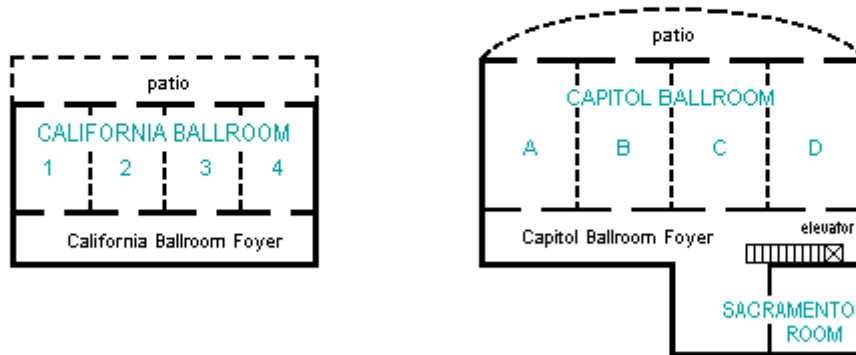 patio
CALIFORNIA BALLROOM
1 2 3 4
California Ballroom Foyer
patio
CAPITOL BALLROOM
A B C D
Capitol Ballroom Foyer
elevator
SACRAMENTO
ROOM